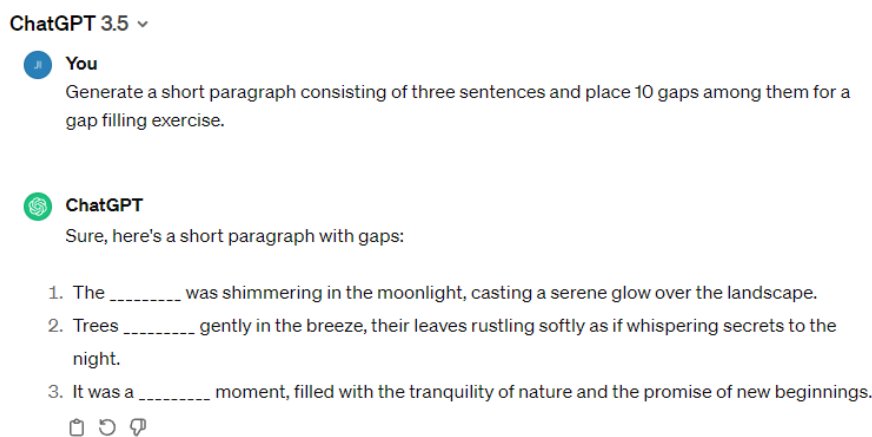 ChatGPT 3.5
JI
You
Generate a short paragraph consisting of three sentences and place 10 gaps among them for a
gap filling exercise.
ChatGPT
Sure, here's a short paragraph with gaps:
1. The _________ was shimmering in the moonlight, casting a serene glow over the landscape.
2. Trees _________ gently in the breeze, their leaves rustling softly as if whispering secrets to the
night.
3. It was a _________ moment, filled with the tranquility of nature and the promise of new beginnings.